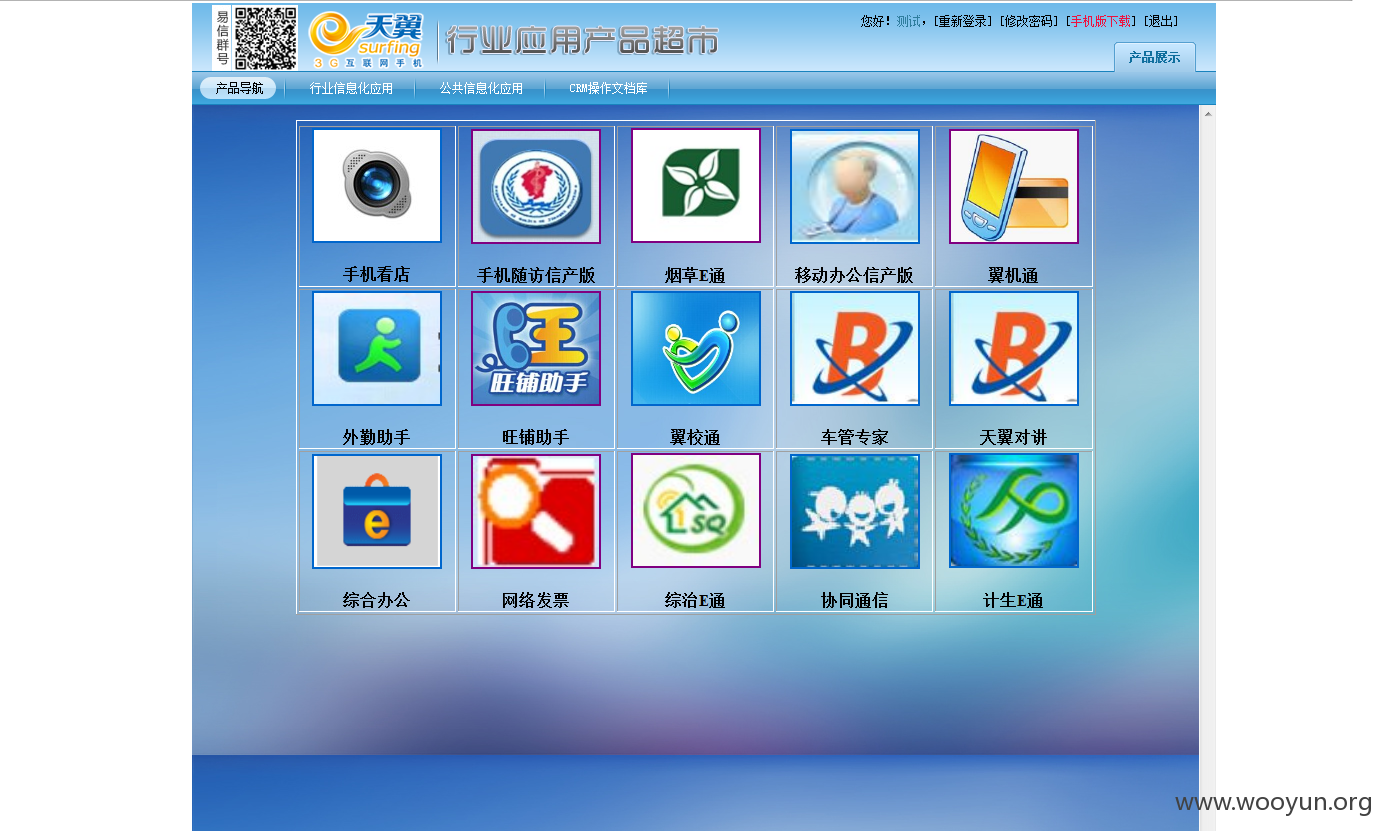 易信群号
天翼
surfing
3G互联网手机
行业应用产品超市
您好！测试，[重新登录] [修改密码] [手机版下载] [退出]
产品展示
产品导航 行业信息化应用 公共信息化应用 CRM操作文档库
手机看店 手机随访信产版 烟草E通 移动办公信产版 翼机通
旺
旺铺助手
外勤助手 旺铺助手 翼校通 车管专家 天翼对讲
e
SQ
综合办公 网络发票 综治E通 协同通信 计生E通
www.wooyun.org